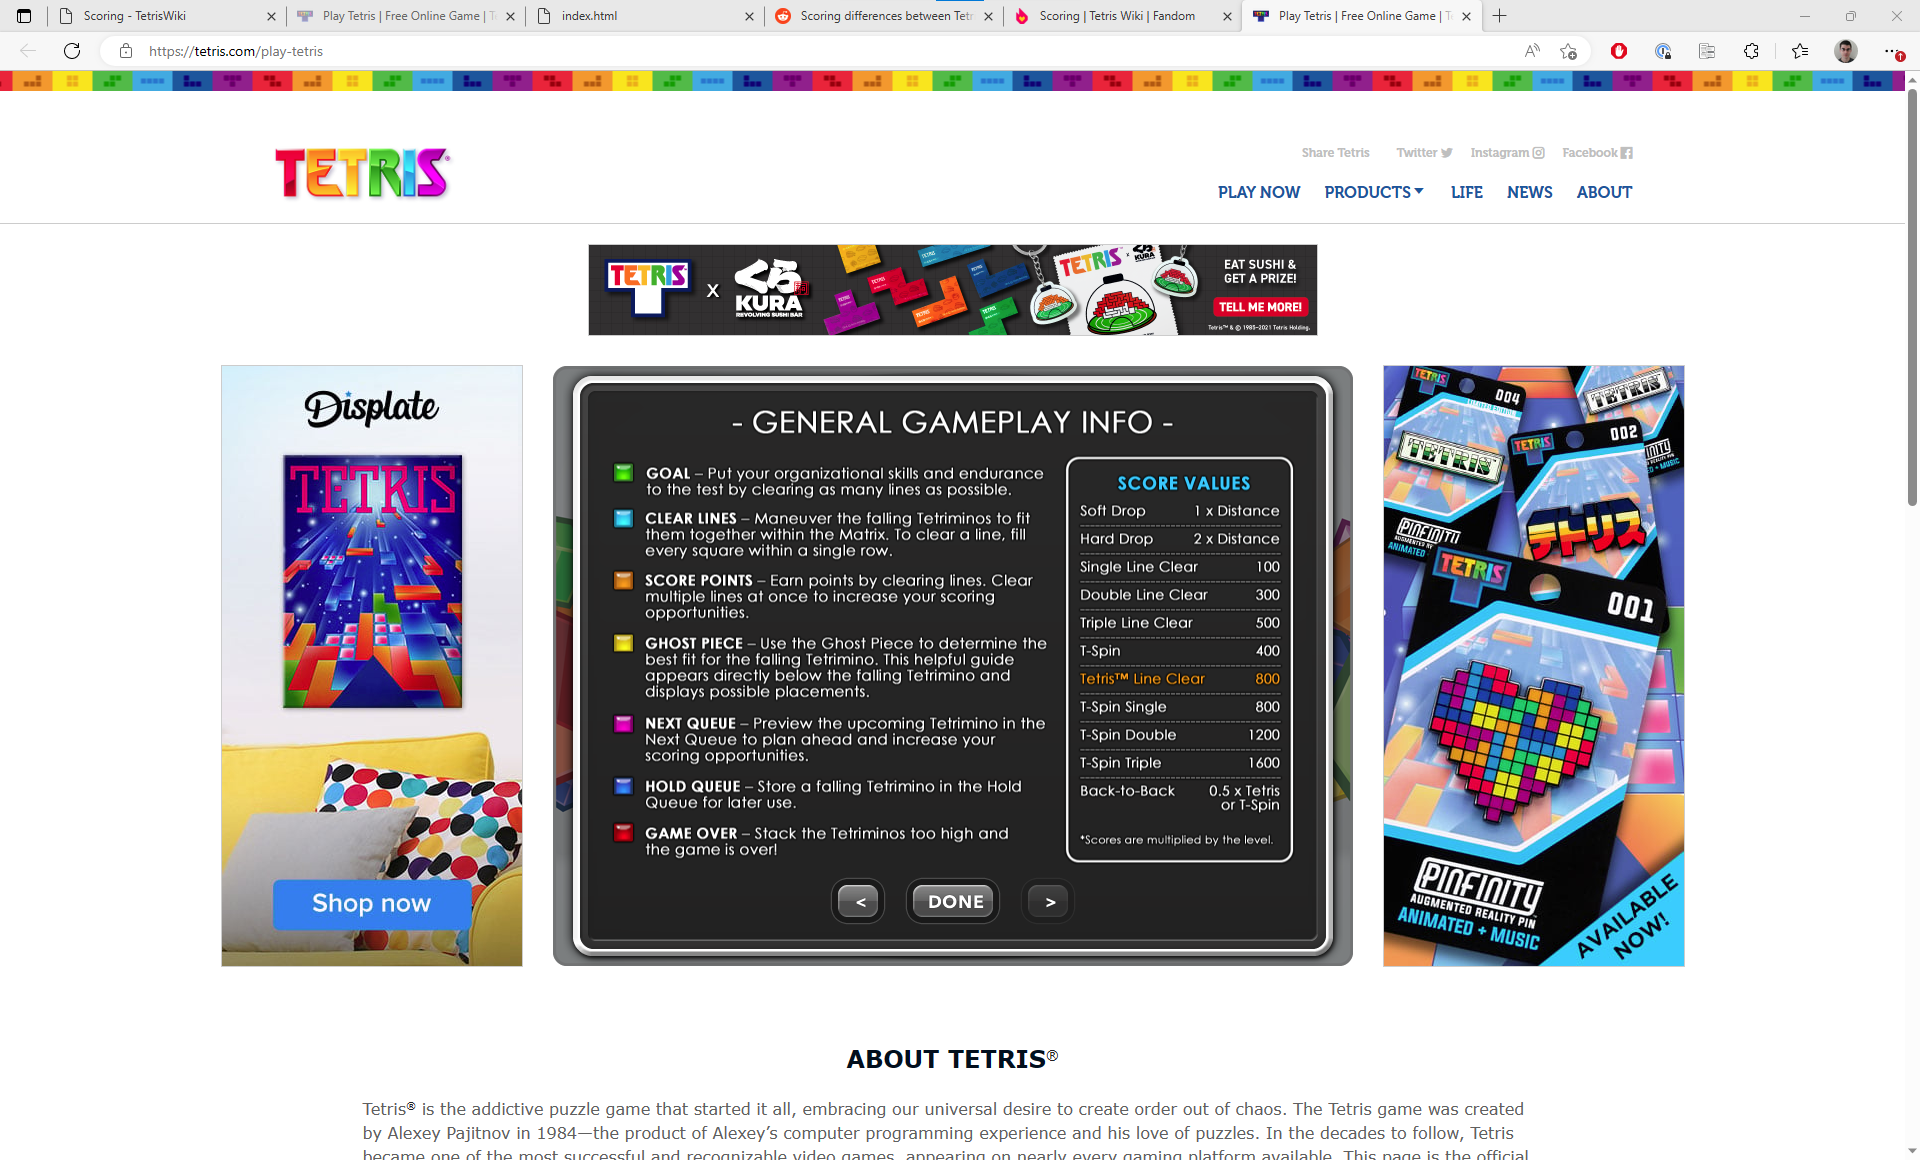 Scoring - TetrisWiki
Play Tetris | Free Online Game | T
index.html
Scoring differences between Tetr
Scoring | Tetris Wiki | Fandom
Play Tetris | Free Online Game | T
https://tetris.com/play-tetris
TETRIS
Share Tetris
Twitter
Instagram
Facebook
PLAY NOW
PRODUCTS
LIFE
NEWS
ABOUT
TETRIS
x
KURA
REVOLVING SUSHI BAR
TETRIS
KURA
EAT SUSHI &
GET A PRIZE!
TELL ME MORE!
Tetris™ & © 1985-2021 Tetris Holding.
Displate
TETRIS
Shop now
- GENERAL GAMEPLAY INFO -
GOAL – Put your organizational skills and endurance
to the test by clearing as many lines as possible.
CLEAR LINES – Maneuver the falling Tetriminos to fit
them together within the Matrix. To clear a line, fill
every square within a single row.
SCORE POINTS – Earn points by clearing lines. Clear
multiple lines at once to increase your scoring
opportunities.
GHOST PIECE – Use the Ghost Piece to determine the
best fit for the falling Tetrimino. This helpful guide
appears directly below the falling Tetrimino and
displays possible placements.
NEXT QUEUE – Preview the upcoming Tetrimino in the
Next Queue to plan ahead and increase your
scoring opportunities.
HOLD QUEUE – Store a falling Tetrimino in the Hold
Queue for later use.
GAME OVER – Stack the Tetriminos too high and
the game is over!
SCORE VALUES
Soft Drop 1 x Distance
Hard Drop 2 x Distance
Single Line Clear 100
Double Line Clear 300
Triple Line Clear 500
T-Spin 400
Tetris™ Line Clear 800
T-Spin Single 800
T-Spin Double 1200
T-Spin Triple 1600
Back-to-Back 0.5 x Tetris
or T-Spin
*Scores are multiplied by the level.
<
DONE
>
TETRIS
004
LIMITED EDITION
TETRIS
TETRIS
TETRIS
002
テトリス
PINFINITY
ANIMATED
TETRIS
001
PINFINITY
AUGMENTED REALITY PIN
ANIMATED + MUSIC
AVAILABLE
NOW!
ABOUT TETRIS®
Tetris® is the addictive puzzle game that started it all, embracing our universal desire to create order out of chaos. The Tetris game was created
by Alexey Pajitnov in 1984—the product of Alexey’s computer programming experience and his love of puzzles. In the decades to follow, Tetris
became one of the most successful and recognizable video games, appearing on nearly every gaming platform available. This page is the official